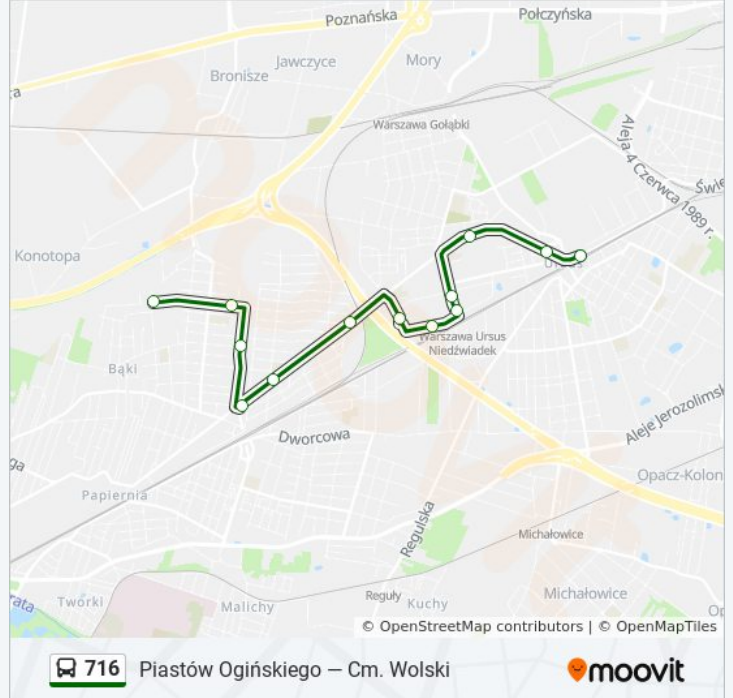 Poznańska
Połczyńska
Jawczyce
Mory
Bronisze
Warszawa Gołąbki
Aleja 4 Czerwca 1989 r.
Konotopa
Ursus
Warszawa Ursus
Niedźwiadek
Bąki
Aleje Jerozolimsk
Dworcowa
Opacz-Kolon
Papiernia
Regulska
Michałowice
Reguły
Tworki
Malichy
Kuchy
Michałowice
© OpenStreetMap contributors | © OpenMapTiles
716 Piastów Ogińskiego — Cm. Wolski
moovit